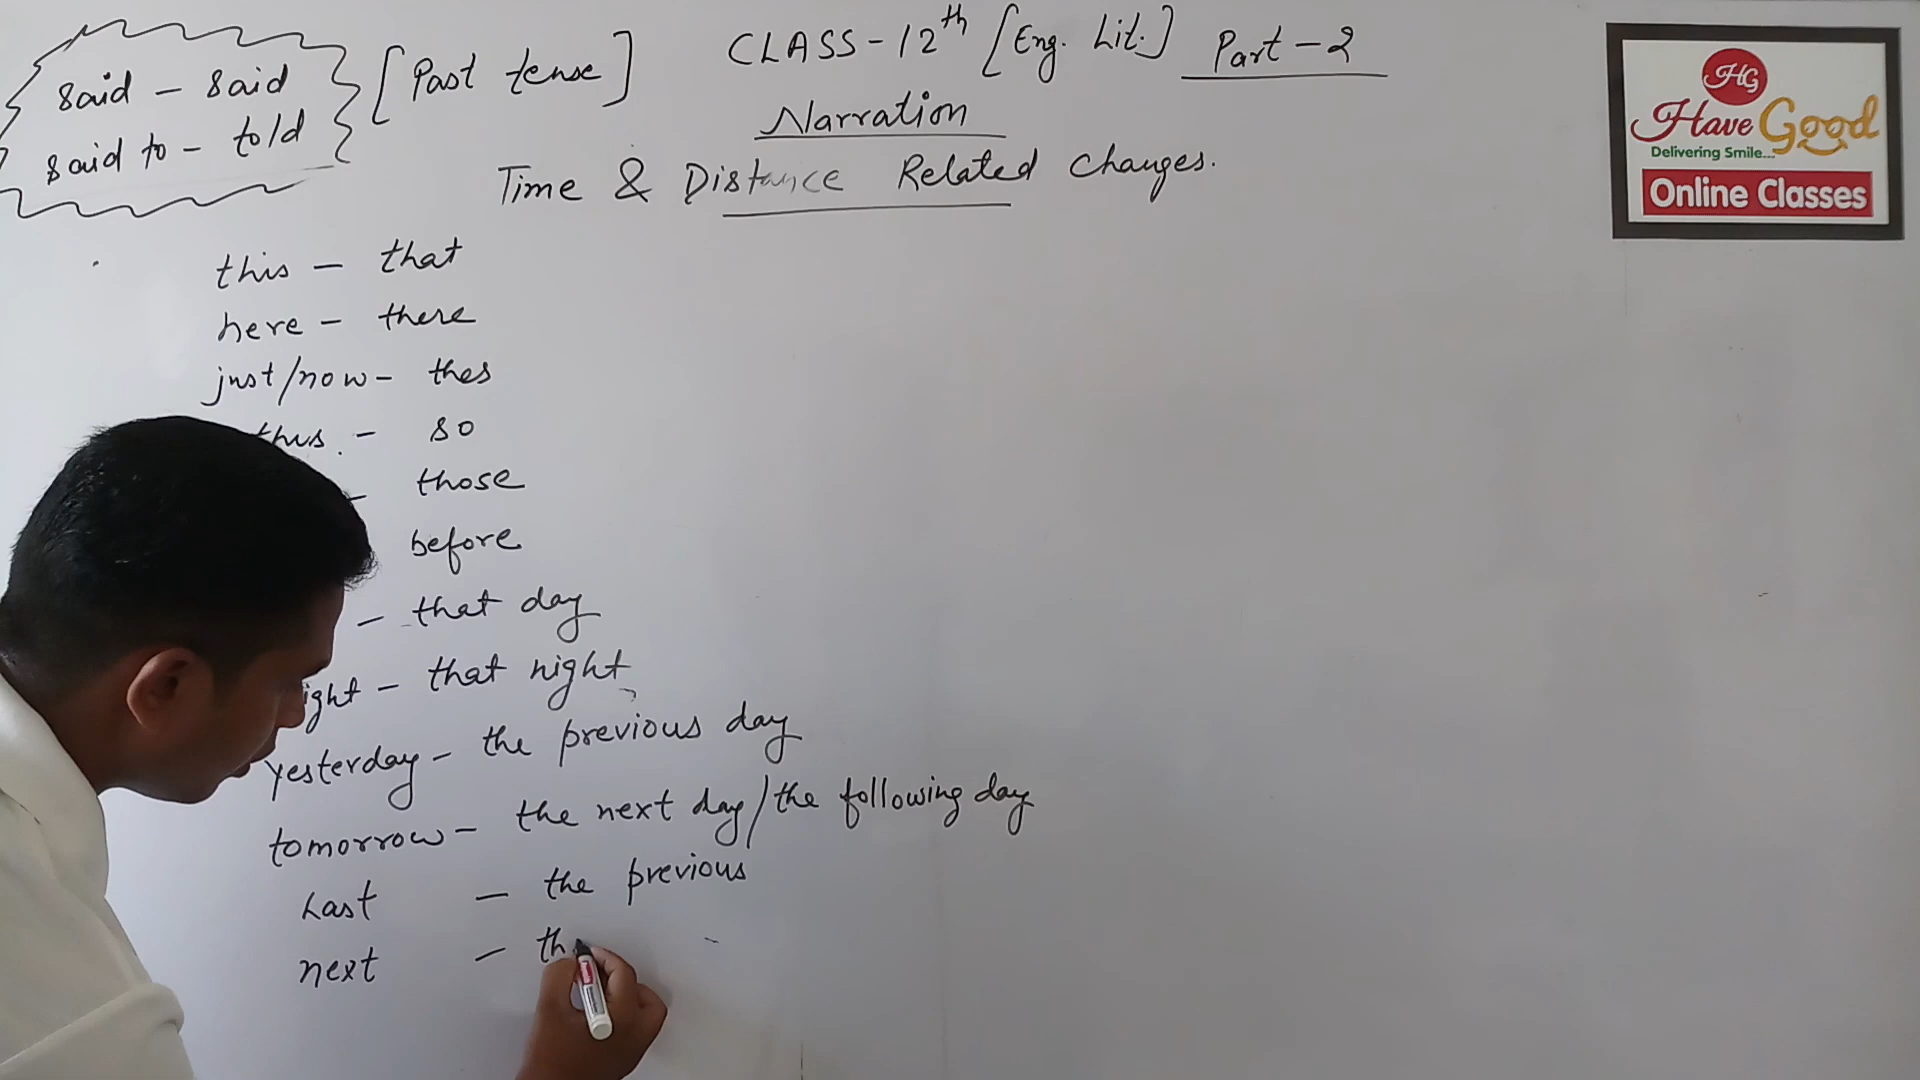 said - said
said to - told
[Past tense]
CLASS-12th [Eng. Lit.] Part-2
Narration
Time & Distance Related Changes.
this - that
here - there
just/now - thes
thus - so
- those
before
- that day
ight - that night
yesterday - the previous day
tomorrow - the next day/the following day
Last - the previous
next - th
HG
Have Good
Delivering Smile...
Online Classes